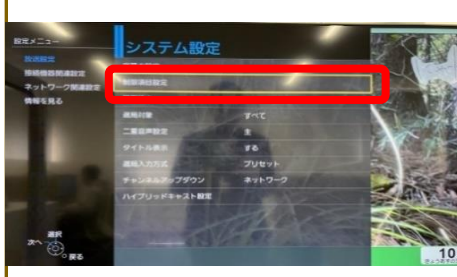 設定メニュー
システム設定
放送設定
接続機器関連設定
制限項目設定
ネットワーク関連設定
情報を見る
選局対象 すべて
二重音声設定 主
タイトル表示 する
選局入力方式 プリセット
チャンネルアップダウン ネットワーク
ハイブリッドキャスト設定
選択
次へ
戻る
10